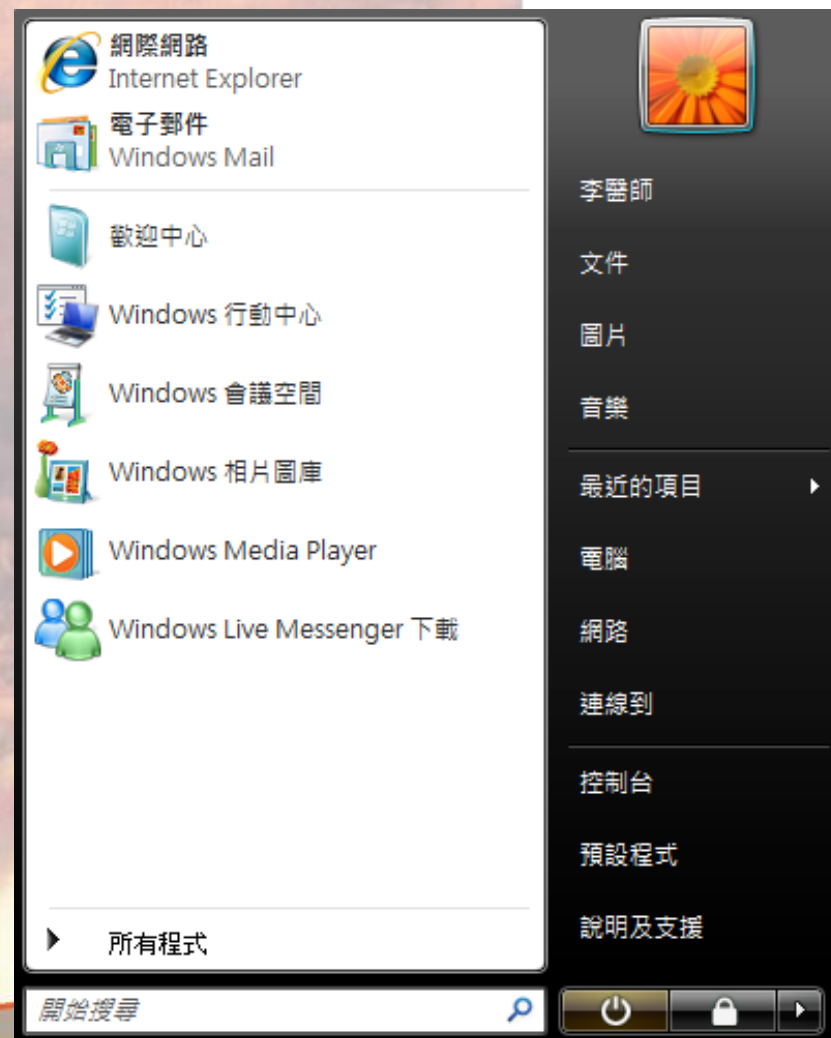 網際網路
Internet Explorer
電子郵件
Windows Mail
歡迎中心
Windows 行動中心
Windows 會議空間
Windows 相片圖庫
Windows Media Player
Windows Live Messenger 下載
所有程式
開始搜尋
李醫師
文件
圖片
音樂
最近的項目
電腦
網路
連線到
控制台
預設程式
說明及支援